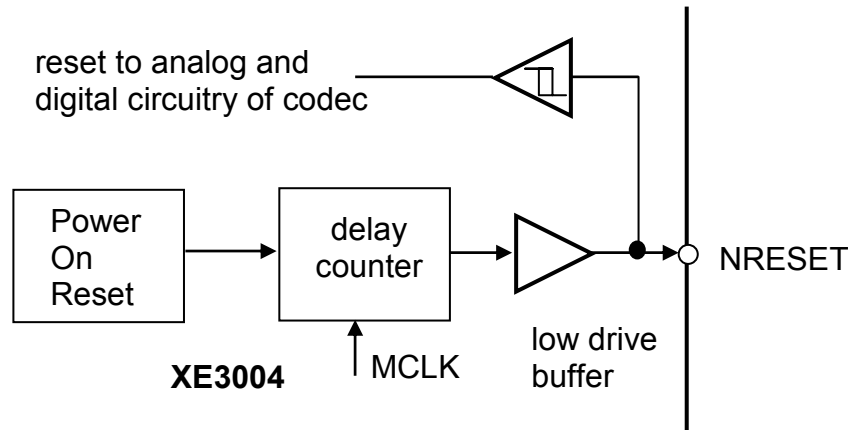 reset to analog and
digital circuitry of codec
Power
On
Reset
delay
counter
NRESET
low drive
buffer
XE3004
MCLK